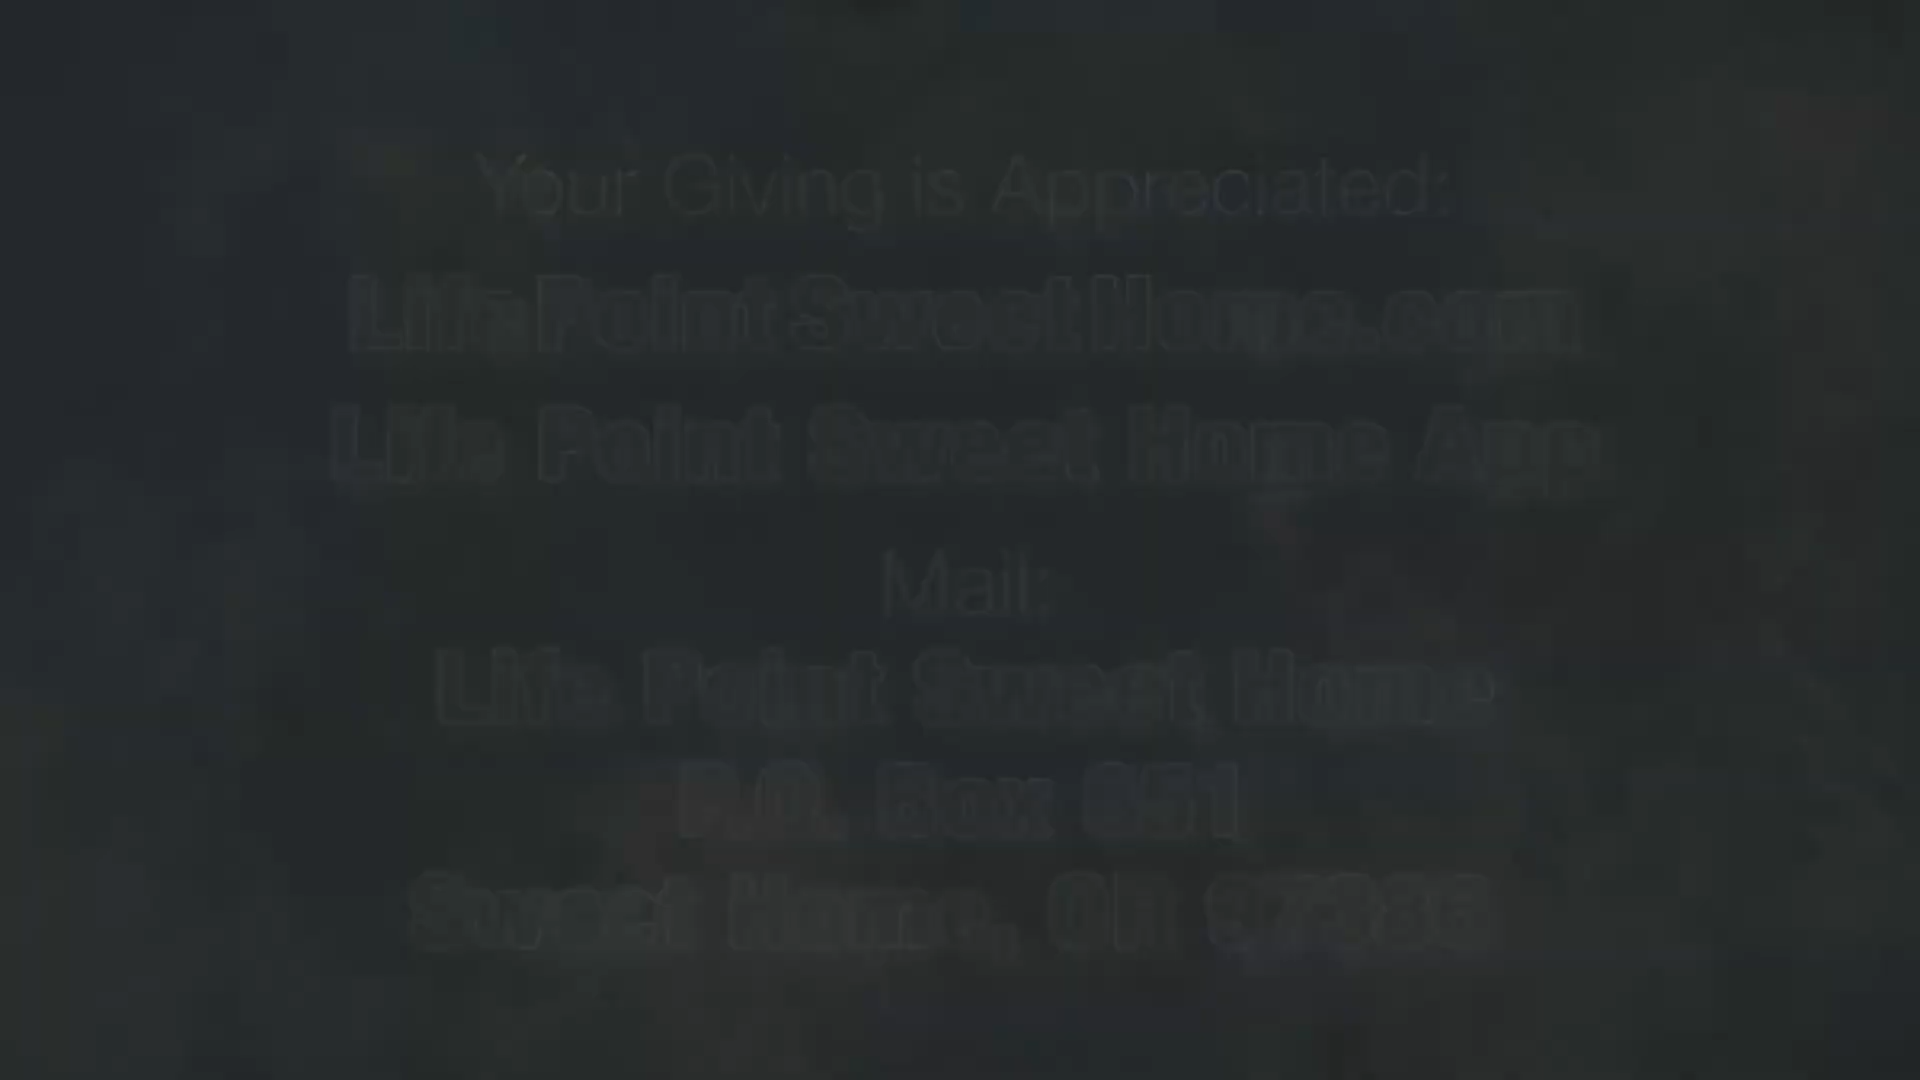 Your Giving is Appreciated:
LifePointSweetHome.com
Life Point Sweet Home App
Mail:
Life Point Sweet Home
P.O. Box
Sweet Home, OR